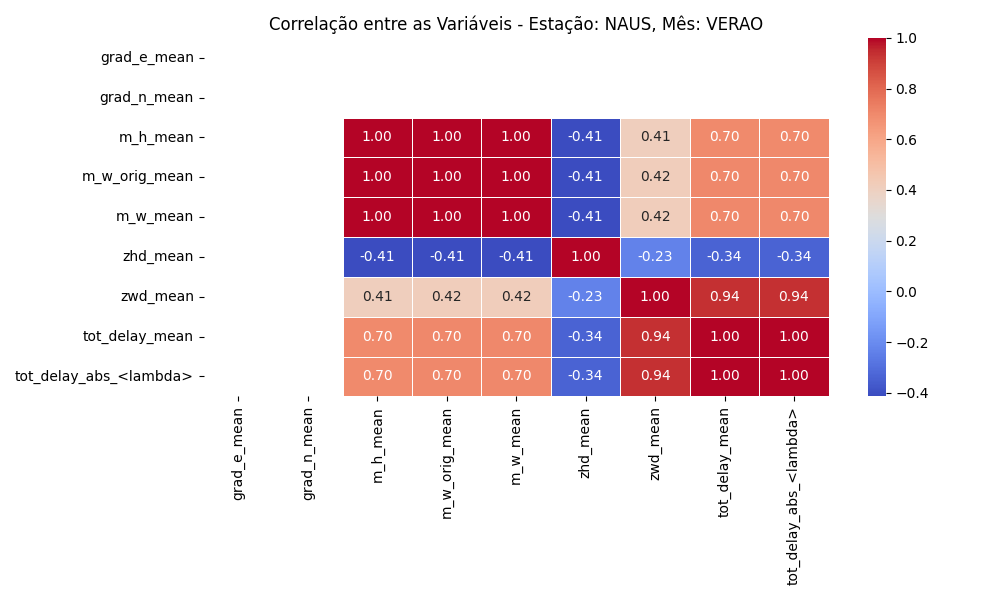 Correlação entre as Variáveis - Estação: NAUS, Mês: VERAO
grad_e_mean
grad_n_mean
m_h_mean 1.00 1.00 1.00 -0.41 0.41 0.70 0.70
m_w_orig_mean 1.00 1.00 1.00 -0.41 0.42 0.70 0.70
m_w_mean 1.00 1.00 1.00 -0.41 0.42 0.70 0.70
zhd_mean -0.41 -0.41 -0.41 1.00 -0.23 -0.34 -0.34
zwd_mean 0.41 0.42 0.42 -0.23 1.00 0.94 0.94
tot_delay_mean 0.70 0.70 0.70 -0.34 0.94 1.00 1.00
tot_delay_abs_<lambda> 0.70 0.70 0.70 -0.34 0.94 1.00 1.00
grad_e_mean
grad_n_mean
m_h_mean
m_w_orig_mean
m_w_mean
zhd_mean
zwd_mean
tot_delay_mean
tot_delay_abs_<lambda>
1.0
0.8
0.6
0.4
0.2
0.0
−0.2
−0.4